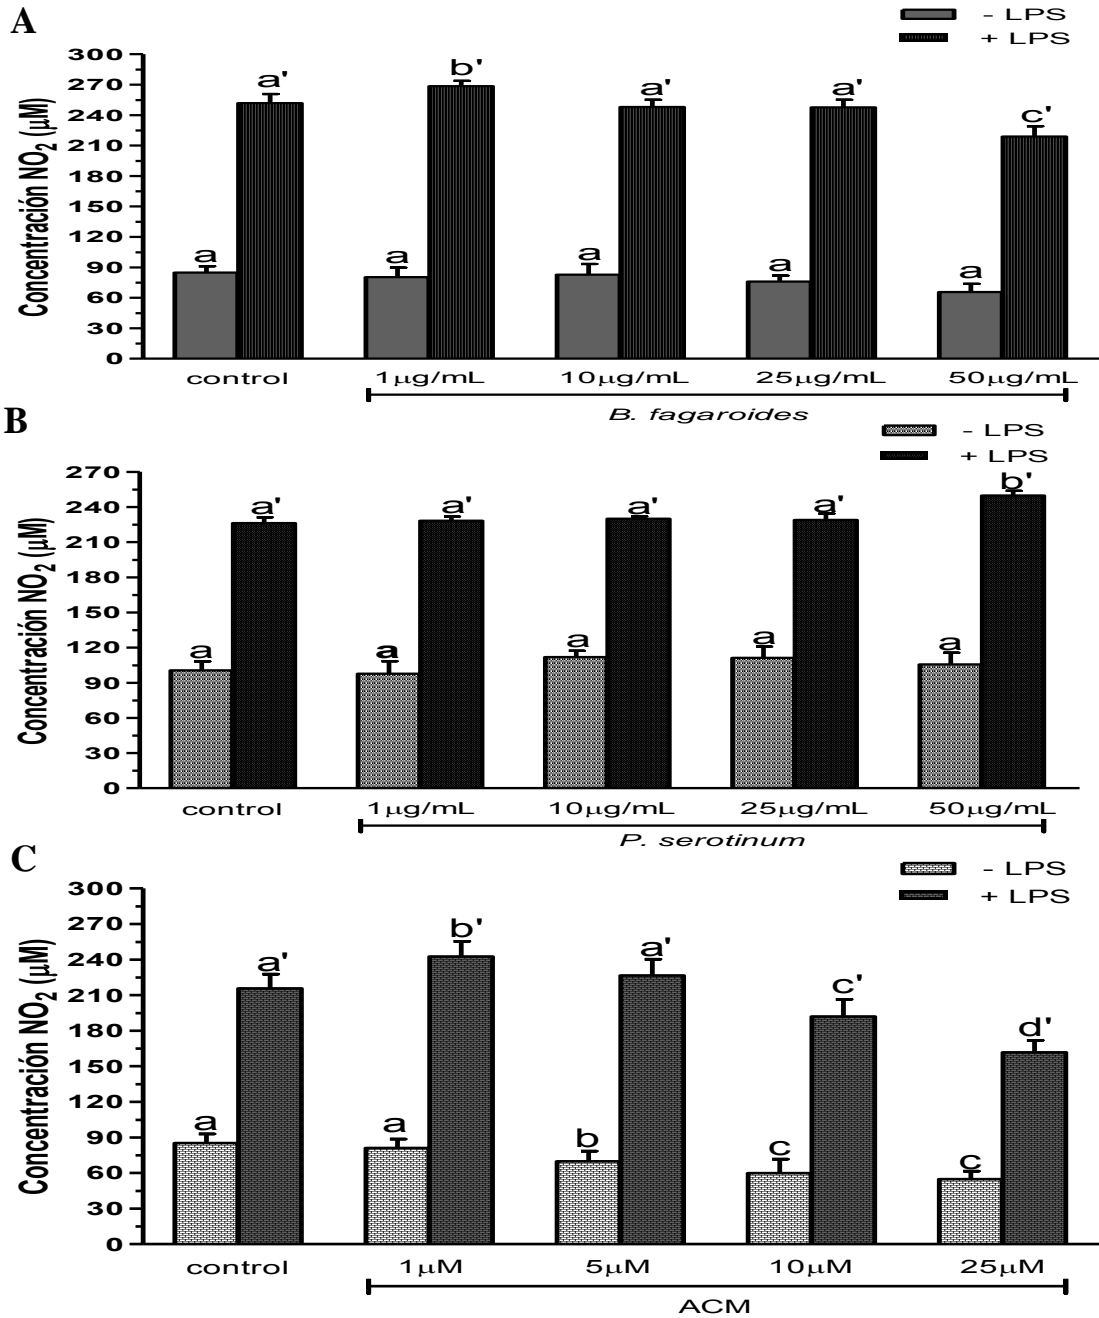 A
- LPS
+ LPS
Concentración NO2 (μM)
300
270
240
210
180
150
120
90
60
30
0
a' b' a' a' c'
a a a a a
control 1μg/mL 10μg/mL 25μg/mL 50μg/mL
B. fagaroides
B
- LPS
+ LPS
Concentración NO2 (μM)
270
240
210
180
150
120
90
60
30
0
a' a' a' a' b'
a a a a a
control 1μg/mL 10μg/mL 25μg/mL 50μg/mL
P. serotinum
C
- LPS
+ LPS
Concentración NO2 (μM)
300
270
240
210
180
150
120
90
60
30
0
a' b' a' c' d'
a a b c c
control 1μM 5μM 10μM 25μM
ACM